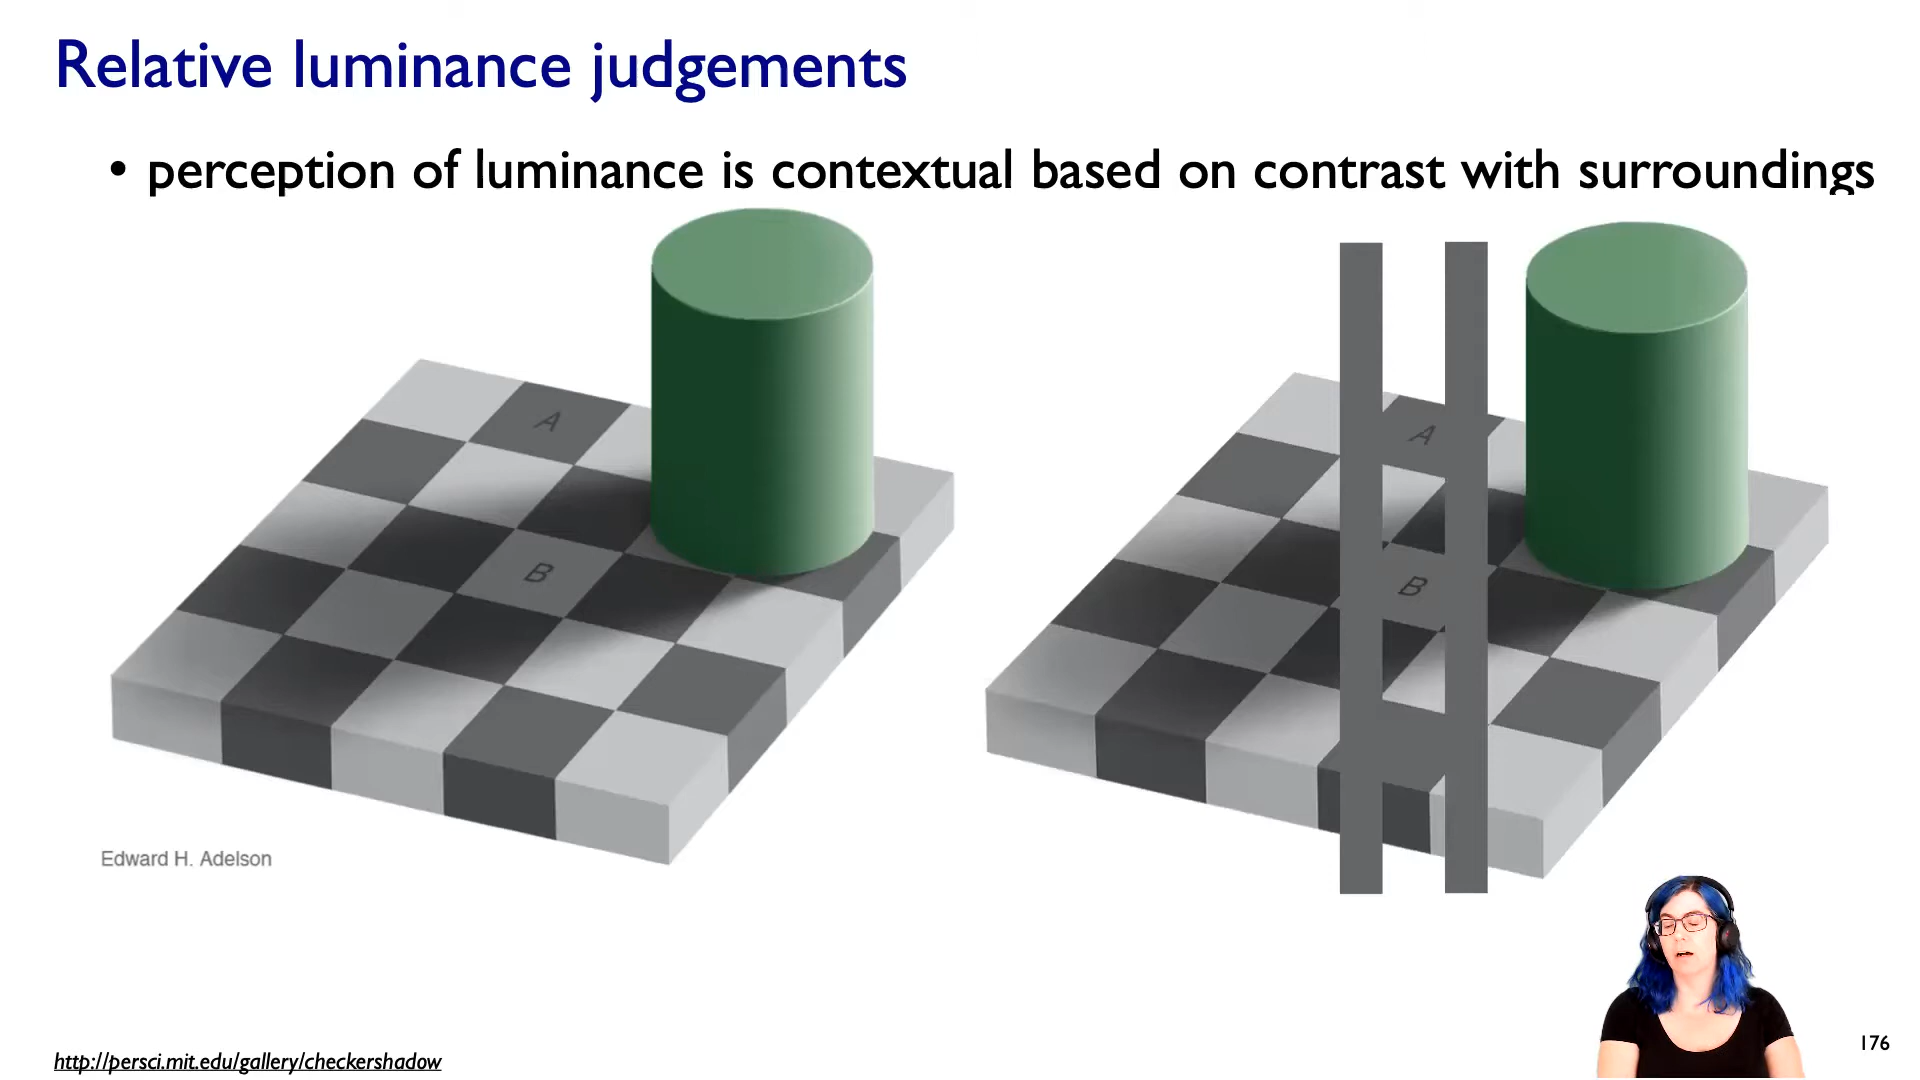 Relative luminance judgements
• perception of luminance is contextual based on contrast with surroundings
A
B
A
B
Edward H. Adelson
http://persci.mit.edu/gallery/checkershadow
176